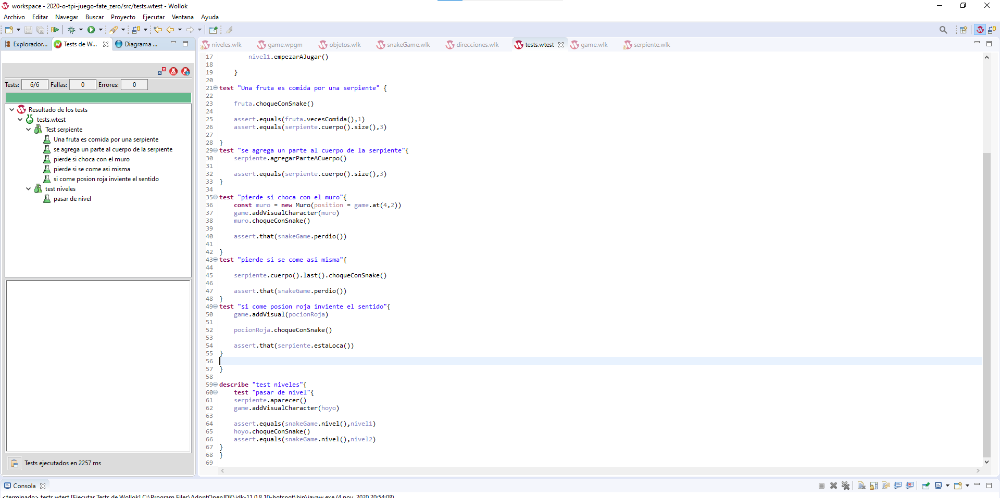 workspace - 2020-o-tpi-juego-fate_zero/src/tests.wtest - Wollok
Archivo Editar Navegar Buscar Proyecto Ejecutar Ventana Ayuda
Explorador... Tests de W... Diagrama ...
niveles.wlk game.wpgm objetos.wlk snakeGame.wlk direcciones.wlk tests.wtest game.wlk serpiente.wlk
Tests: 6/6 Fallas: 0 Errores: 0
Resultado de los tests
tests.wtest
Test serpiente
Una fruta es comida por una serpiente
se agrega un parte al cuerpo de la serpiente
pierde si choca con el muro
pierde si se come asi misma
si come posion roja inviente el sentido
test niveles
pasar de nivel
Tests ejecutados en 2257 ms
17 nivel1.empezarAJugar()
18
19 }
20
21 test "Una fruta es comida por una serpiente" {
22
23 fruta.choqueConSnake()
24
25 assert.equals(fruta.vecesComida(),1)
26 assert.equals(serpiente.cuerpo().size(),3)
27
28 }
29 test "se agrega un parte al cuerpo de la serpiente"{
30 serpiente.agregarParteACuerpo()
31
32 assert.equals(serpiente.cuerpo().size(),3)
33 }
34
35 test "pierde si choca con el muro"{
36 const muro = new Muro(position = game.at(4,2))
37 game.addVisualCharacter(muro)
38 muro.choqueConSnake()
39
40 assert.that(snakeGame.perdio())
41
42 }
43 test "pierde si se come asi misma"{
44
45 serpiente.cuerpo().last().choqueConSnake()
46
47 assert.that(snakeGame.perdio())
48 }
49 test "si come posion roja inviente el sentido"{
50 game.addVisual(pocionRoja)
51
52 pocionRoja.choqueConSnake()
53
54 assert.that(serpiente.estaLoca())
55 }
56
57 }
58
59 describe "test niveles"{
60 test "pasar de nivel"{
61 serpiente.aparecer()
62 game.addVisualCharacter(hoyo)
63
64 assert.equals(snakeGame.nivel(),nivel1)
65 hoyo.choqueConSnake()
66 assert.equals(snakeGame.nivel(),nivel2)
67 }
68 }
69
Consola
<terminado> tests.wtest [Ejecutar Tests de Wollok] C:\Program Files\AdoptOpenJDK\jdk-11.0.8.10-hotspot\bin\javaw.exe (4 nov. 2020 20:54:08)